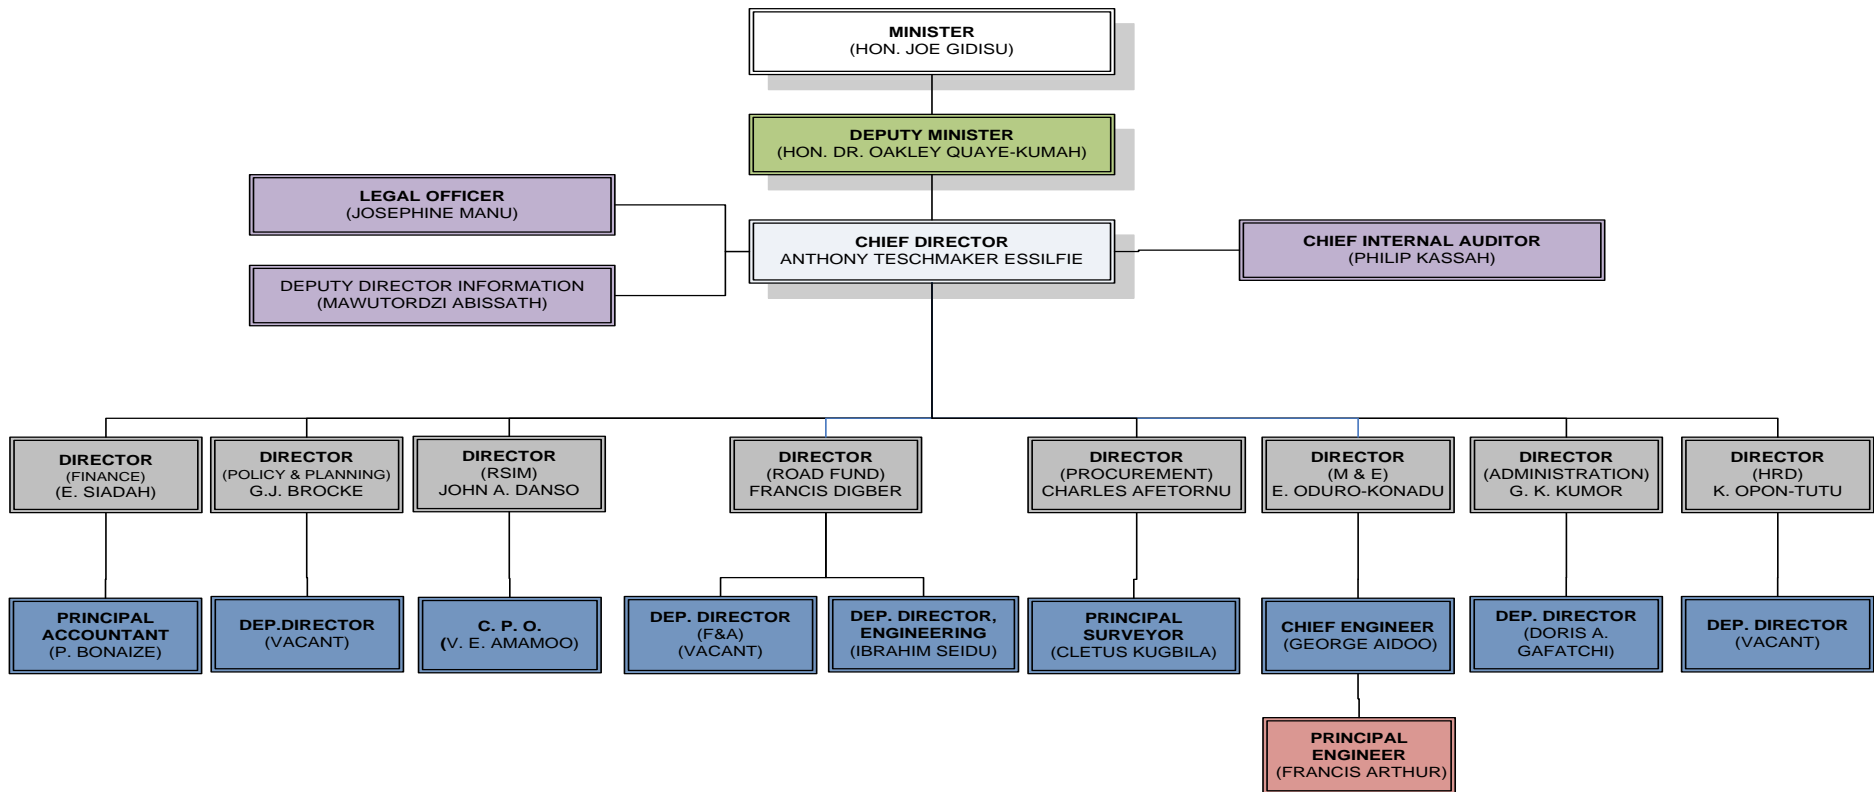 MINISTER
(HON. JOE GIDISU)
DEPUTY MINISTER
(HON. DR. OAKLEY QUAYE-KUMAH)
LEGAL OFFICER
(JOSEPHINE MANU)
CHIEF DIRECTOR
ANTHONY TESCHMAKER ESSILFIE
CHIEF INTERNAL AUDITOR
(PHILIP KASSAH)
DEPUTY DIRECTOR INFORMATION
(MAWUTORDZI ABISSATH)
DIRECTOR
(FINANCE)
(E. SIADAH)
DIRECTOR
(POLICY & PLANNING)
G.J. BROCKE
DIRECTOR
(RSIM)
JOHN A. DANSO
DIRECTOR
(ROAD FUND)
FRANCIS DIGBER
DIRECTOR
(PROCUREMENT)
CHARLES AFETORNU
DIRECTOR
(M & E)
E. ODURO-KONADU
DIRECTOR
(ADMINISTRATION)
G. K. KUMOR
DIRECTOR
(HRD)
K. OPON-TUTU
PRINCIPAL
ACCOUNTANT
(P. BONAIZE)
DEP.DIRECTOR
(VACANT)
C. P. O.
(V. E. AMAMOO)
DEP. DIRECTOR
(F&A)
(VACANT)
DEP. DIRECTOR,
ENGINEERING
(IBRAHIM SEIDU)
PRINCIPAL
SURVEYOR
(CLETUS KUGBILA)
CHIEF ENGINEER
(GEORGE AIDOO)
DEP. DIRECTOR
(DORIS A.
GAFATCHI)
DEP. DIRECTOR
(VACANT)
PRINCIPAL
ENGINEER
(FRANCIS ARTHUR)